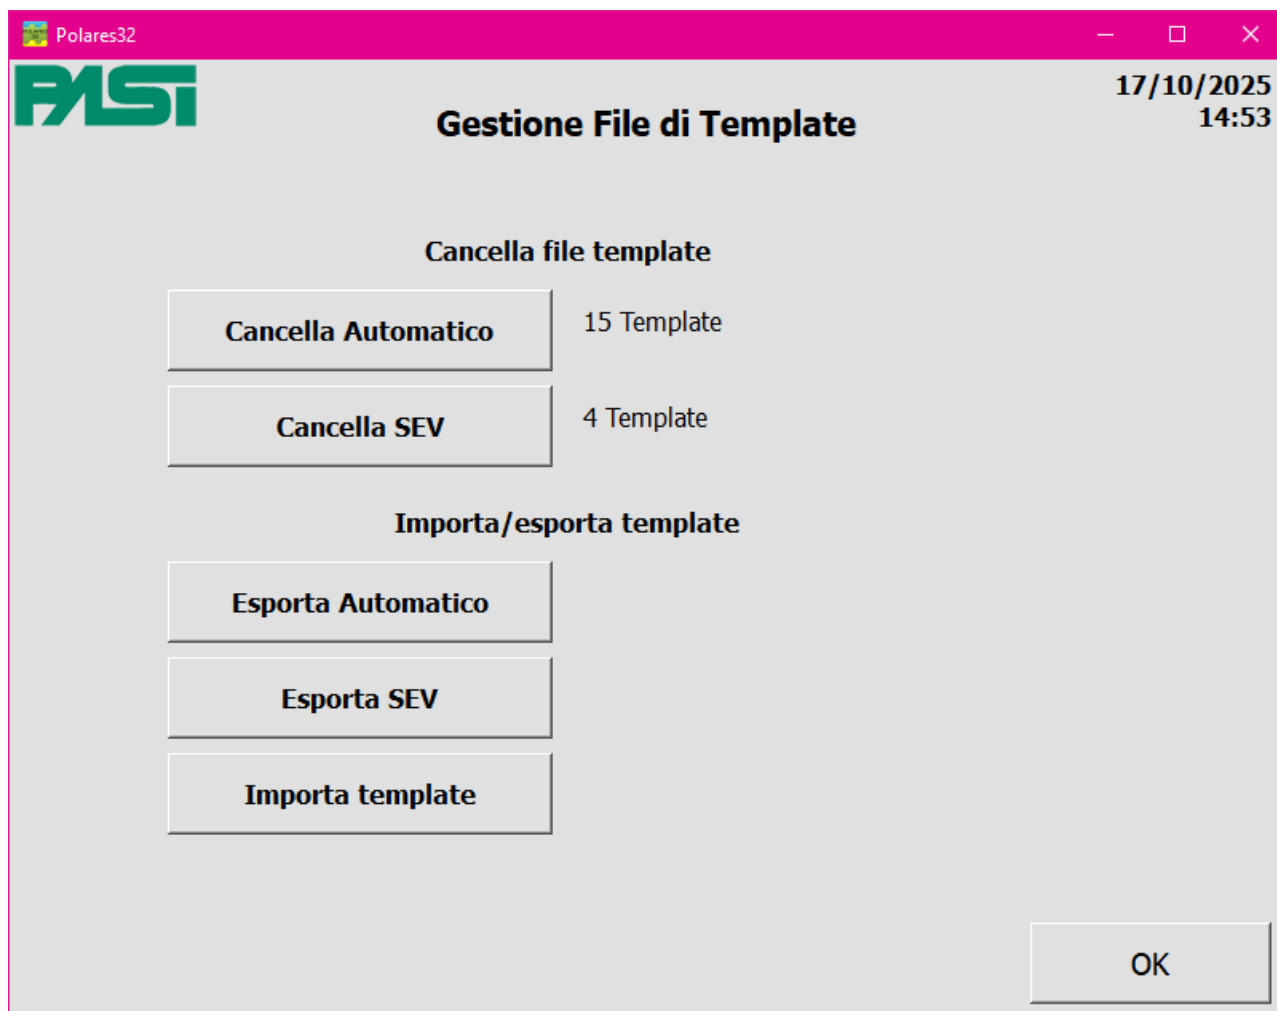 Polares32
PASI
17/10/2025
14:53
Gestione File di Template
Cancella file template
Cancella Automatico
15 Template
Cancella SEV
4 Template
Importa/esporta template
Esporta Automatico
Esporta SEV
Importa template
OK